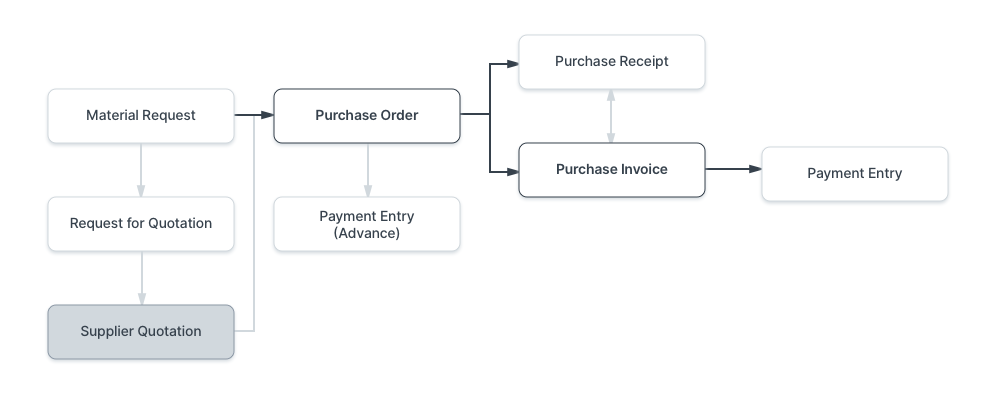 Purchase Receipt
Material Request
Purchase Order
Purchase Invoice
Payment Entry
Request for Quotation
Payment Entry
(Advance)
Supplier Quotation